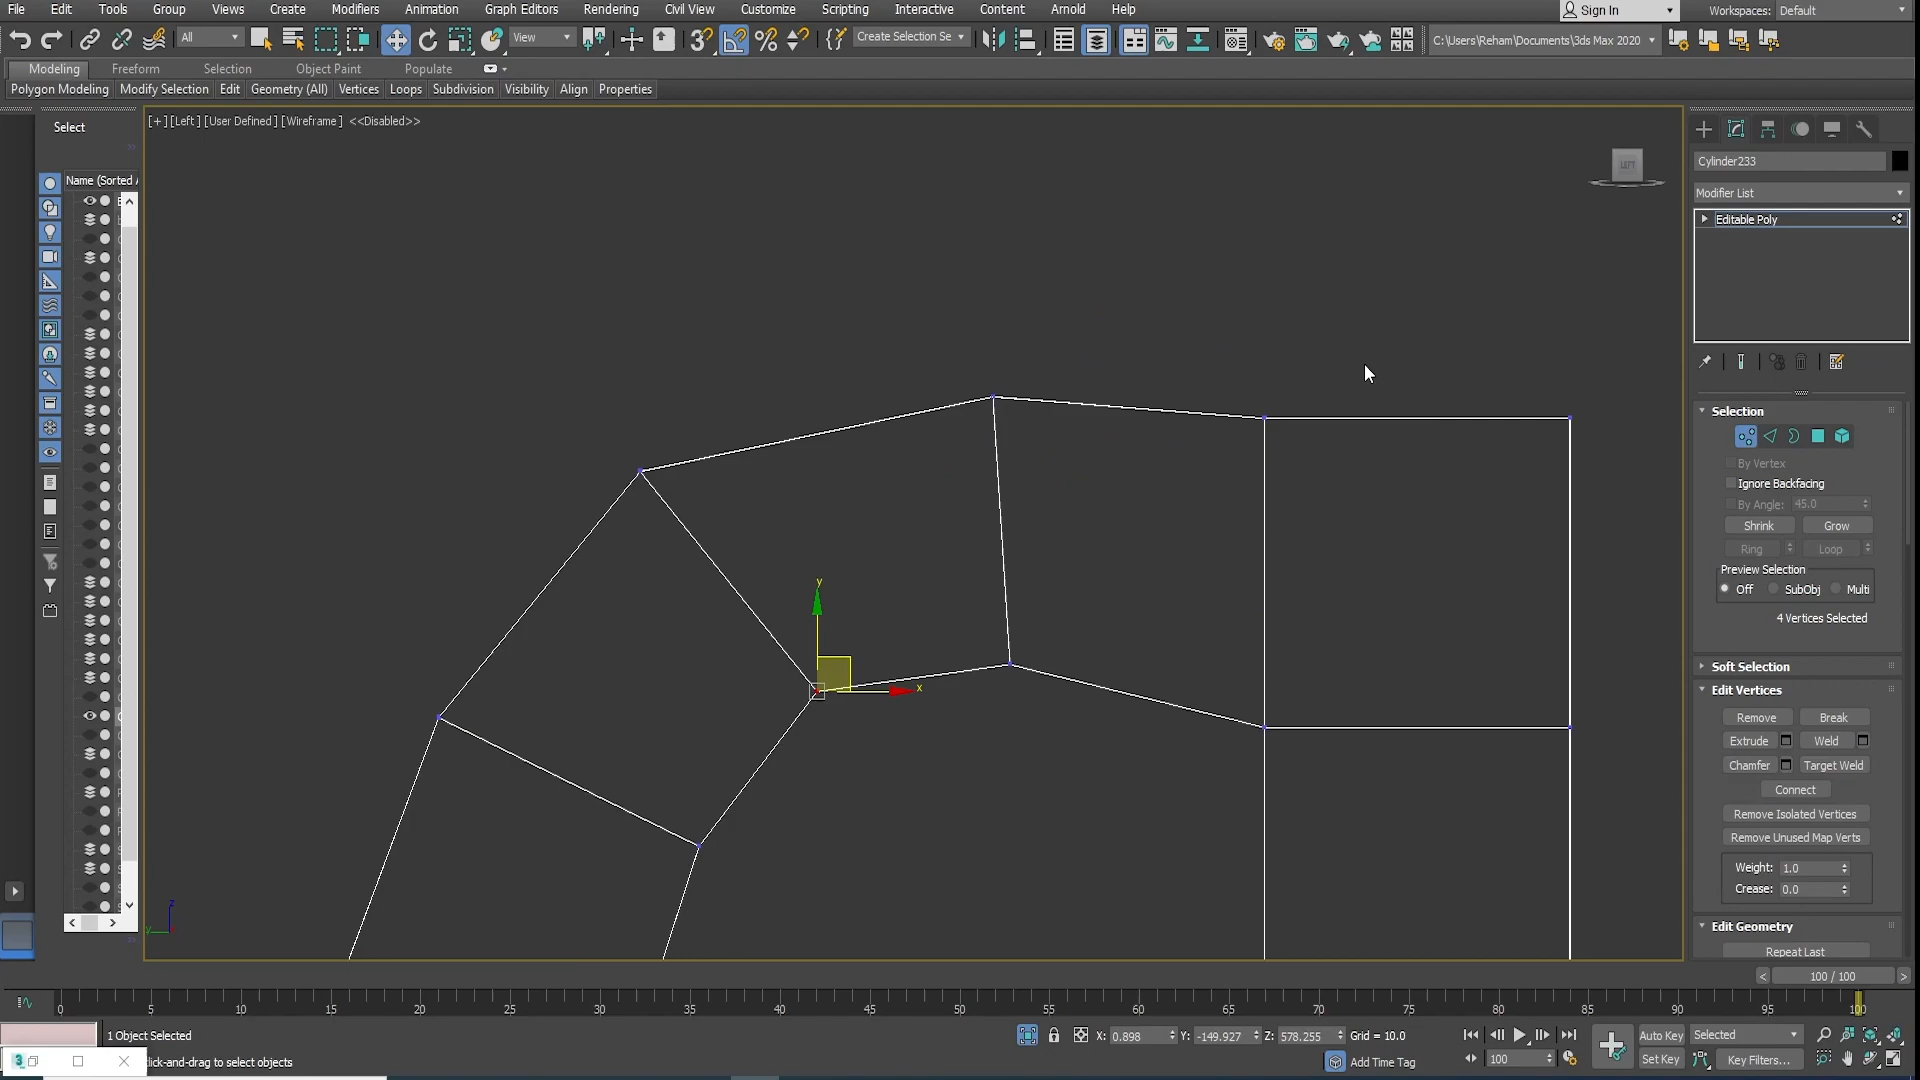 File Edit Tools Group Views Create Modifiers Animation Graph Editors Rendering Civil View Customize Scripting Interactive Content Arnold Help Sign In Workspaces: Default
All View Create Selection Se C:\Users\Reham\Documents\3ds Max 2020
Modeling Freeform Selection Object Paint Populate
Polygon Modeling Modify Selection Edit Geometry (All) Vertices Loops Subdivision Visibility Align Properties
[+] [Left] [User Defined] [Wireframe] <<Disabled>>
Select
LEFT
Cylinder233
Name (Sorted A
Modifier List
Editable Poly
Selection
By Vertex
Ignore Backfacing
By Angle: 45.0
Shrink Grow
Ring Loop
Preview Selection
Off SubObj Multi
4 Vertices Selected
y
x
Soft Selection
Edit Vertices
Remove Break
Extrude Weld
Chamfer Target Weld
Connect
Remove Isolated Vertices
Remove Unused Map Verts
Weight: 1.0
Crease: 0.0
z
y
Edit Geometry
Repeat Last
< 100 / 100 >
0 5 10 15 20 25 30 35 40 45 50 55 60 65 70 75 80 85 90 95 100
1 Object Selected X: 0.898 Y: -149.927 Z: 578.255 Grid = 10.0 Auto Key Selected
3 click-and-drag to select objects Add Time Tag 100 Set Key Key Filters...